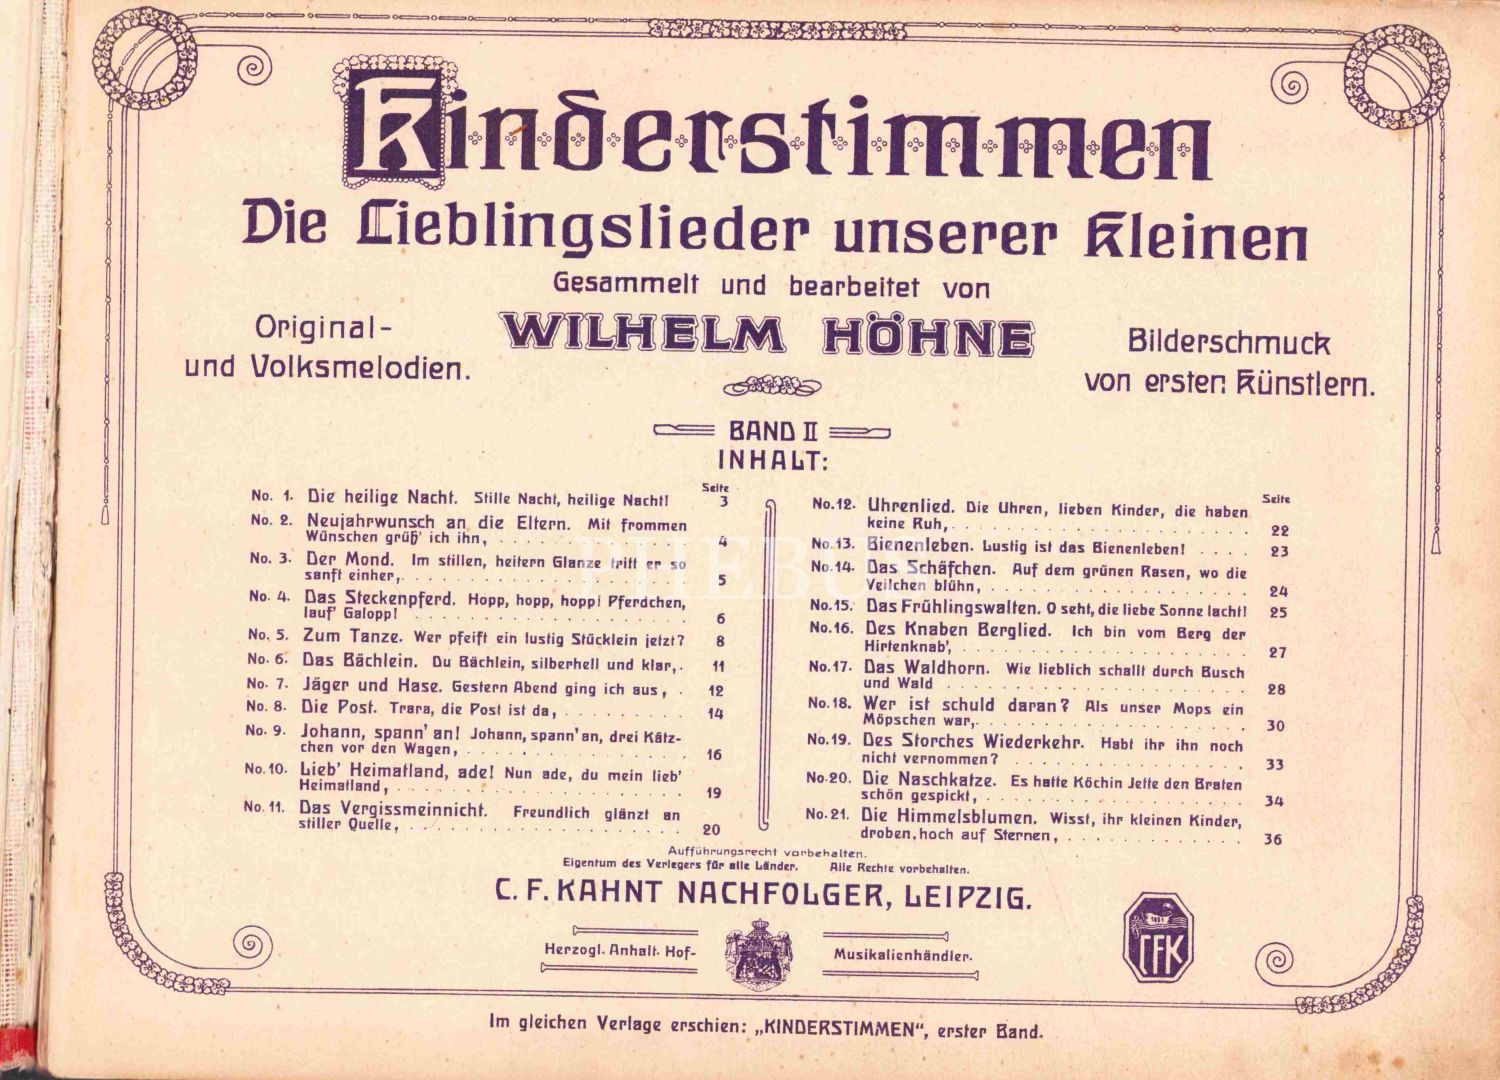 Kinderstimmen
Die Lieblingslieder unserer Kleinen
Gesammelt und bearbeitet von
Original-
und Volksmelodien.
WILHELM HÖHNE
Bilderschmuck
von ersten Künstlern.
BAND II
INHALT:
Seite
No. 1. Die heilige Nacht. Stille Nacht, heilige Nacht! 3
No. 2. Neujahrwunsch an die Eltern. Mit frommen
Wünschen grüß' ich ihn, . . . . . . . . . . 4
No. 3. Der Mond. Im stillen, heitern Glanze tritt er so
sanft einher, . . . . . . . . . . 5
No. 4. Das Steckenpferd. Hopp, hopp, hopp! Pferdchen,
lauf' Galopp! . . . . . . . . . . 6
No. 5. Zum Tanze. Wer pfeift ein lustig Stücklein jetzt? 8
No. 6. Das Bächlein. Du Bächlein, silberhell und klar, . 11
No. 7. Jäger und Hase. Gestern Abend ging ich aus, . 12
No. 8. Die Post. Trara, die Post ist da, . . . . . . . . 14
No. 9. Johann, spann' an! Johann, spann' an, drei Kätz-
chen vor den Wagen, . . . . . . . . . . 16
No. 10. Lieb' Heimatland, ade! Nun ade, du mein lieb'
Heimatland, . . . . . . . . . . 19
No. 11. Das Vergissmeinnicht. Freundlich glänzt an
stiller Quelle, . . . . . . . . . . 20
Seite
No. 12. Uhrenlied. Die Uhren, lieben Kinder, die haben
keine Ruh, . . . . . . . . . . 22
No. 13. Bienenleben. Lustig ist das Bienenleben! . . . . 23
No. 14. Das Schäfchen. Auf dem grünen Rasen, wo die
Veilchen blühn, . . . . . . . . . . 24
No. 15. Das Frühlingswalten. O seht, die liebe Sonne lacht! 25
No. 16. Des Knaben Berglied. Ich bin vom Berg der
Hirtenknab', . . . . . . . . . . 27
No. 17. Das Waldhorn. Wie lieblich schallt durch Busch
und Wald . . . . . . . . . . 28
No. 18. Wer ist schuld daran? Als unser Mops ein
Möpschen war, . . . . . . . . . . 30
No. 19. Des Storches Wiederkehr. Habt ihr ihn noch
nicht vernommen? . . . . . . . . . . 33
No. 20. Die Naschkatze. Es hatte Köchin Jette den Braten
schön gespickt, . . . . . . . . . . 34
No. 21. Die Himmelsblumen. Wisst, ihr kleinen Kinder,
droben, hoch auf Sternen, . . . . . . . . . . 36
PHEBUS
Aufführungsrecht vorbehalten.
Eigentum des Verlegers für alle Länder. Alle Rechte vorbehalten.
C. F. KAHNT NACHFOLGER, LEIPZIG.
Herzogl. Anhalt. Hof- Musikalienhändler.
1851
CFK
Im gleichen Verlage erschien: „KINDERSTIMMEN“, erster Band.